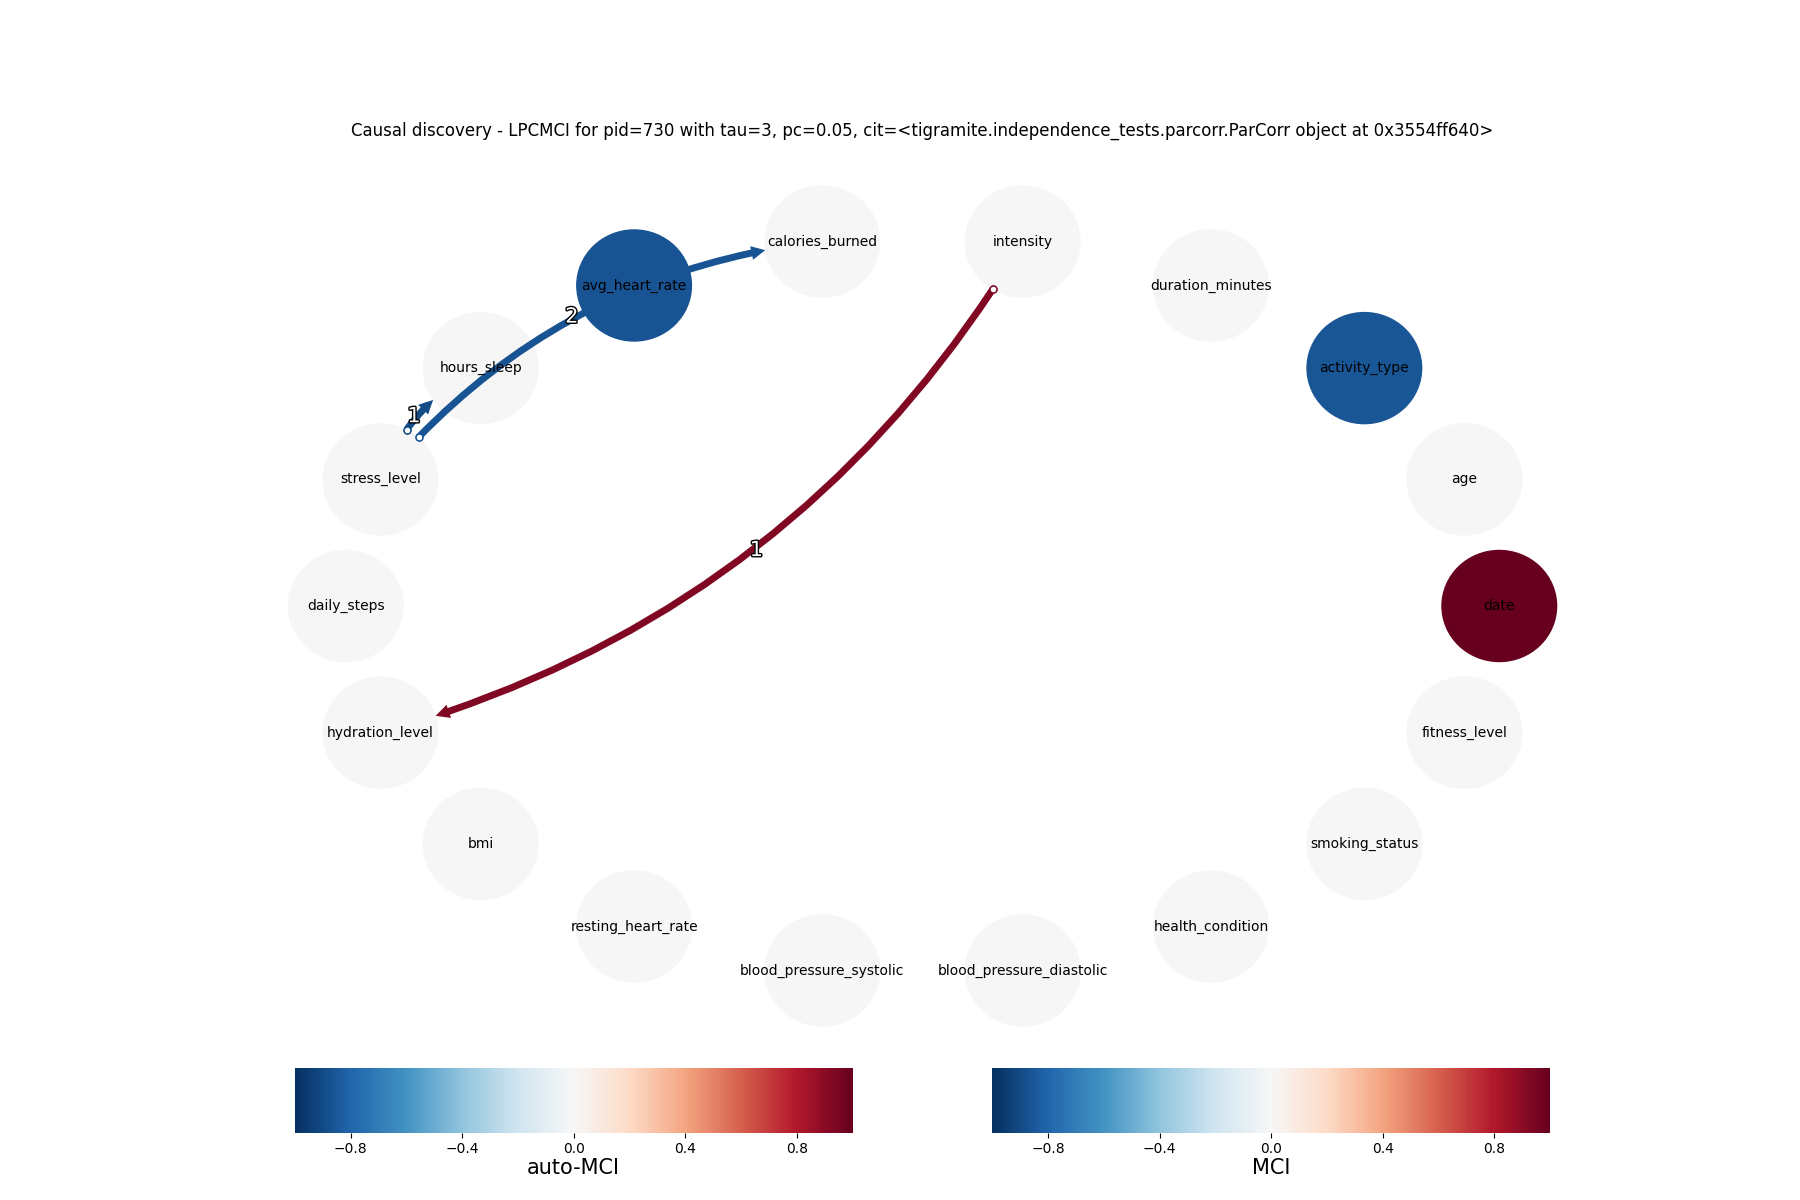 Causal discovery - LPCMCI for pid=730 with tau=3, pc=0.05, cit=<tigramite.independence_tests.parcorr.ParCorr object at 0x3554ff640>
calories_burned
intensity
avg_heart_rate
duration_minutes
2
hours_sleep
activity_type
1
stress_level
age
1
daily_steps
date
hydration_level
fitness_level
bmi
smoking_status
resting_heart_rate
health_condition
blood_pressure_systolic
blood_pressure_diastolic
−0.8 −0.4 0.0 0.4 0.8
auto-MCI
−0.8 −0.4 0.0 0.4 0.8
MCI